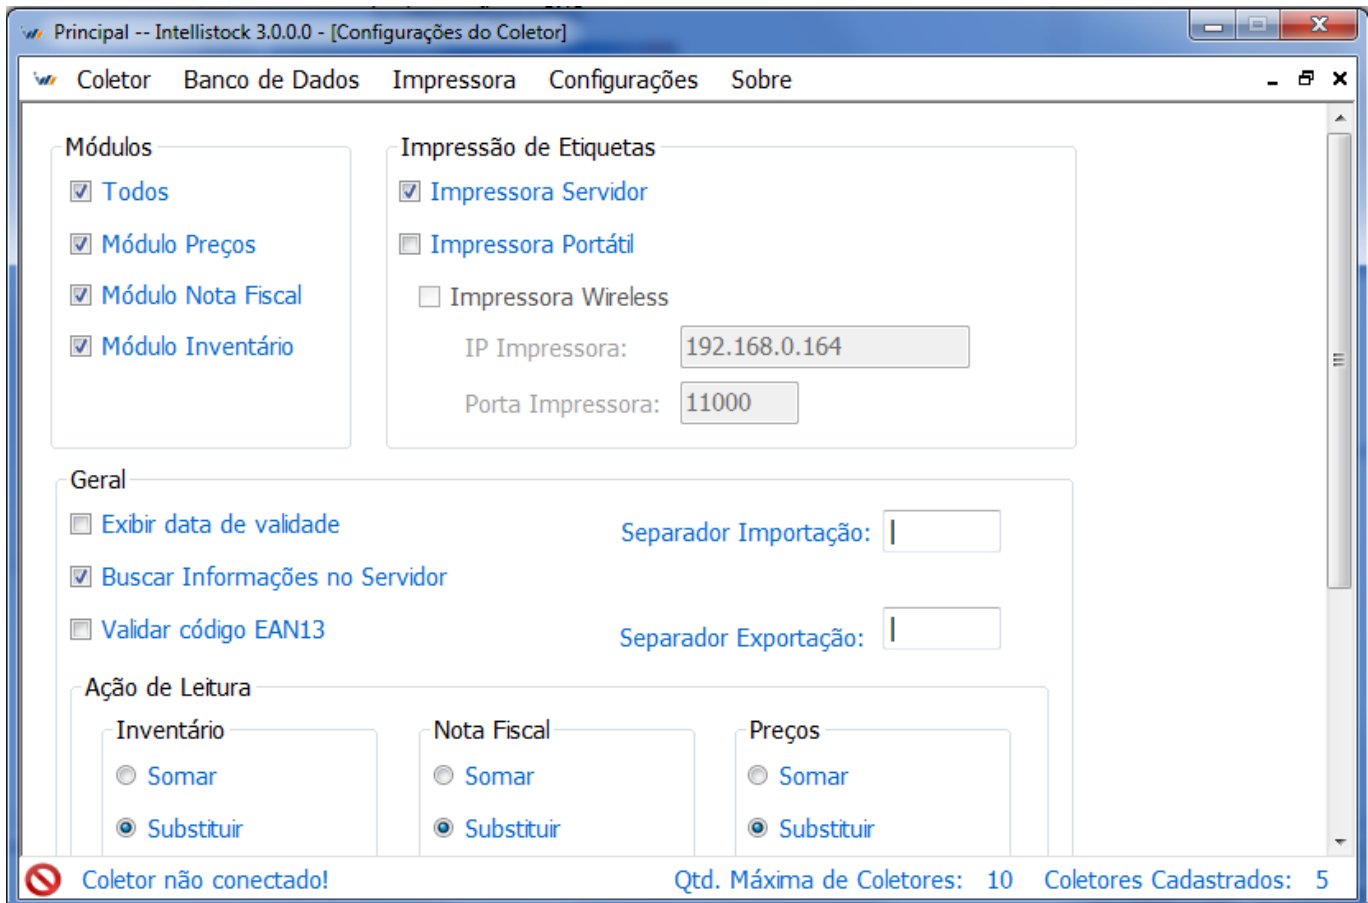 Principal -- Intellistock 3.0.0.0 - [Configurações do Coletor]
Coletor Banco de Dados Impressora Configurações Sobre
Módulos
Todos
Módulo Preços
Módulo Nota Fiscal
Módulo Inventário
Impressão de Etiquetas
Impressora Servidor
Impressora Portátil
Impressora Wireless
IP Impressora: 192.168.0.164
Porta Impressora: 11000
Geral
Exibir data de validade
Buscar Informações no Servidor
Validar código EAN13
Separador Importação: |
Separador Exportação: |
Ação de Leitura
Inventário
Somar
Substituir
Nota Fiscal
Somar
Substituir
Preços
Somar
Substituir
Coletor não conectado! Qtd. Máxima de Coletores: 10 Coletores Cadastrados: 5